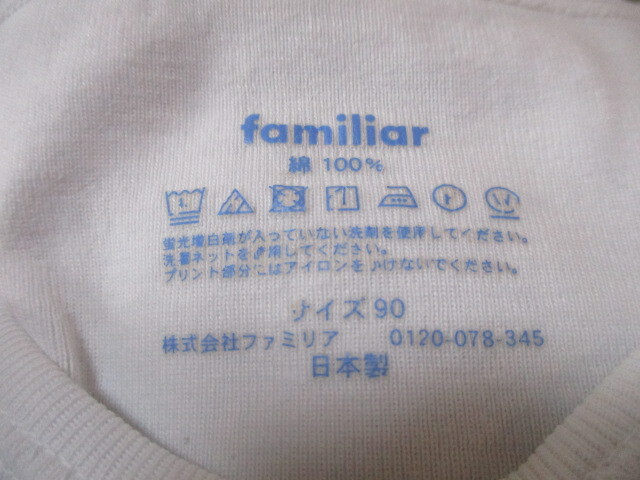 familiar
綿 100%
蛍光増白剤が入っていない洗剤を使用してください。
洗濯ネットを使用してください。
プリント部分にはアイロンをかけないでください。
サイズ 90
株式会社ファミリア 0120-078-345
日本製